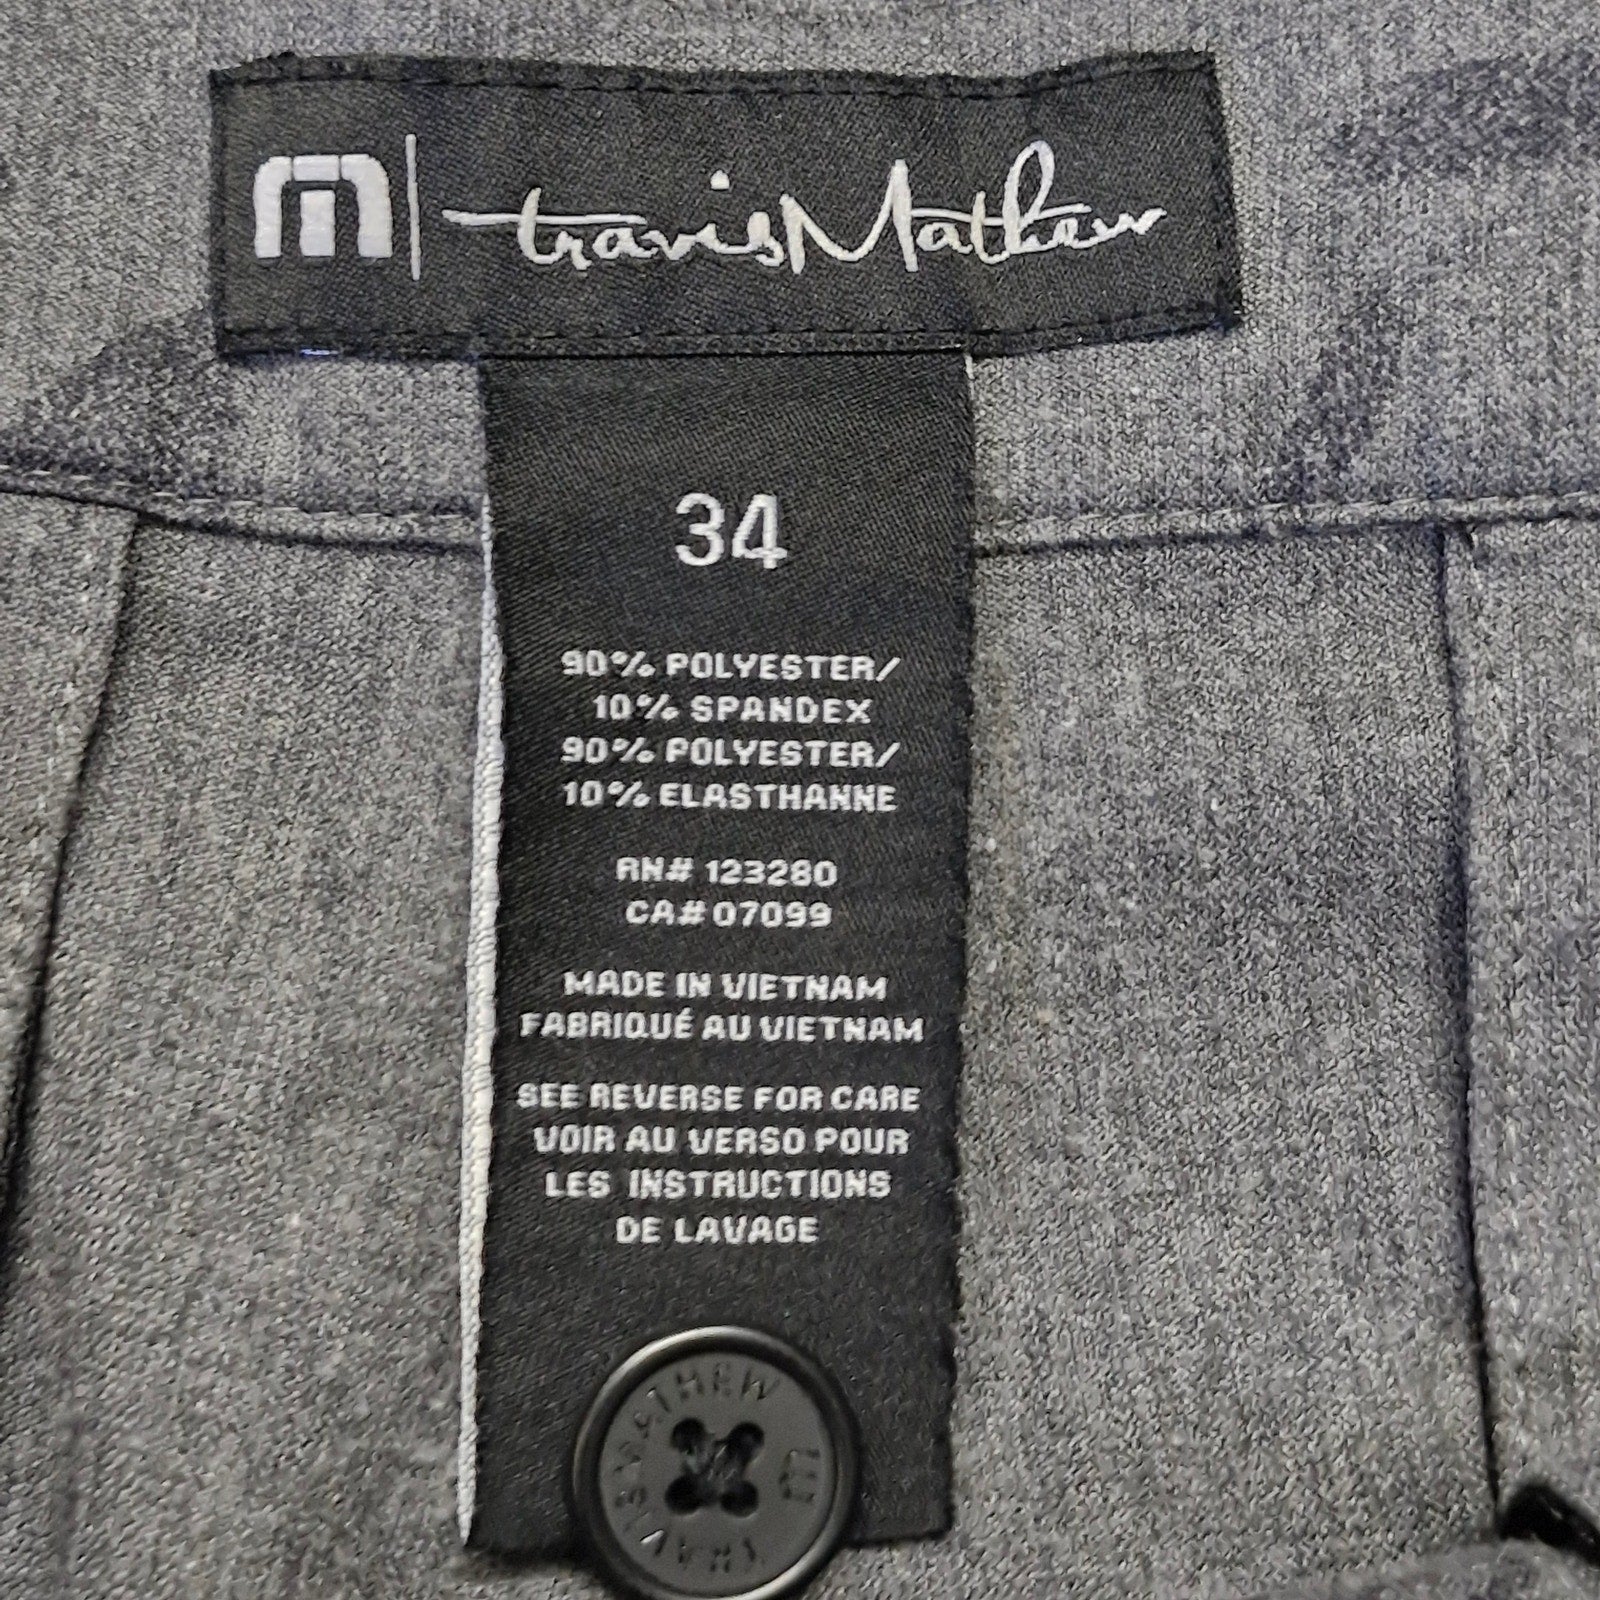 travisMathew
34
90% POLYESTER/
10% SPANDEX
90% POLYESTER/
10% ELASTHANNE
RN# 123280
CA# 07099
MADE IN VIETNAM
FABRIQUÉ AU VIETNAM
SEE REVERSE FOR CARE
VOIR AU VERSO POUR
LES INSTRUCTIONS
DE LAVAGE
TRAVISMATHEW